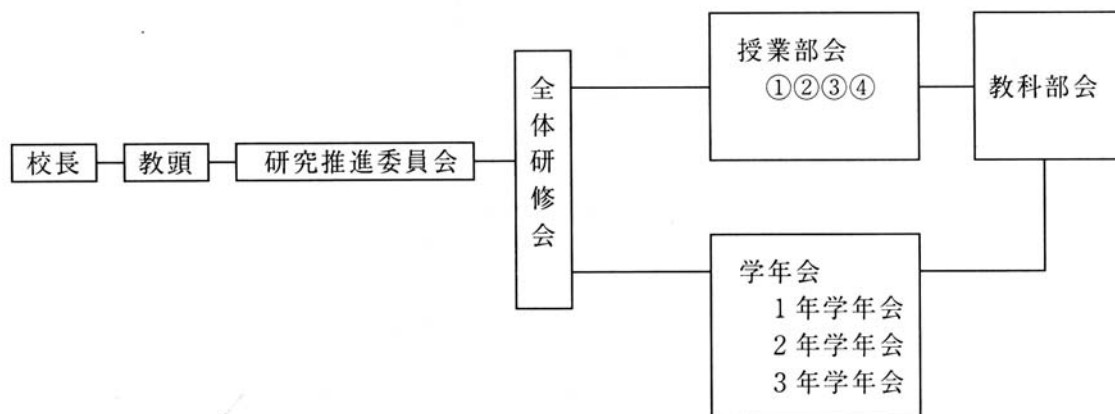 校長
教頭
研究推進委員会
全体研修会
授業部会
①②③④
教科部会
学年会
1年学年会
2年学年会
3年学年会